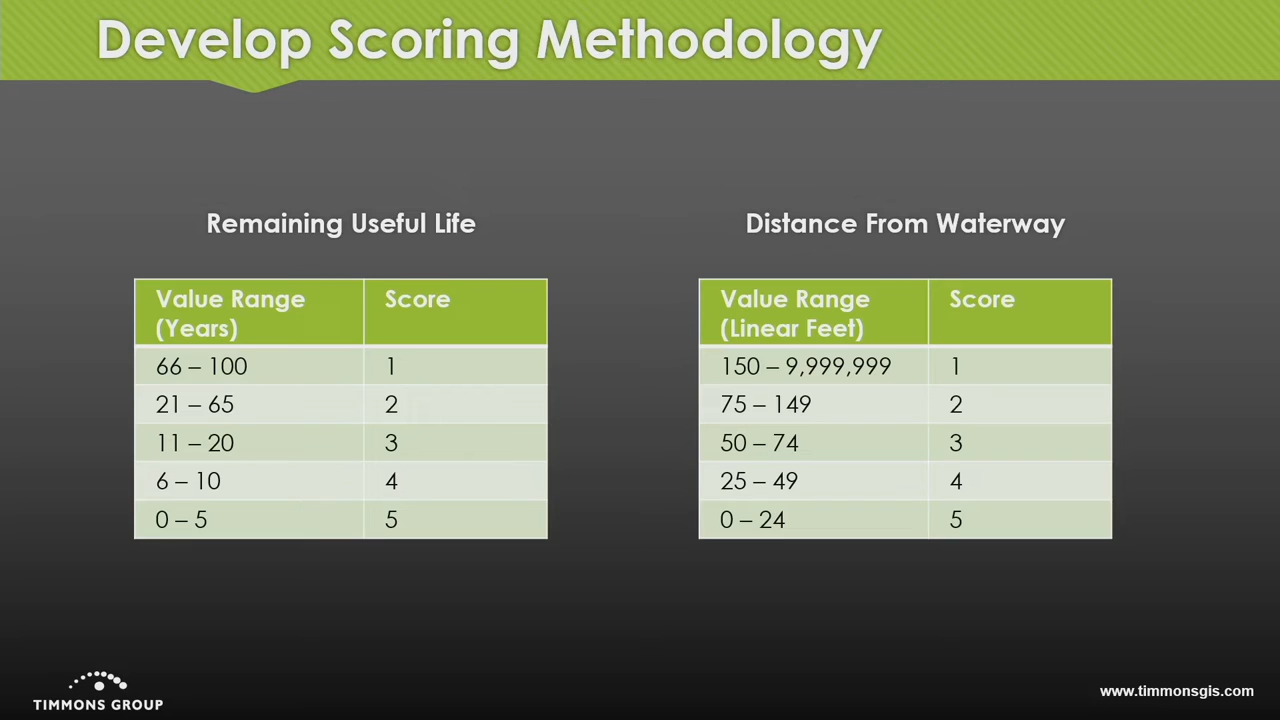 Develop Scoring Methodology
Remaining Useful Life
Value Range (Years) Score
66 – 100 1
21 – 65 2
11 – 20 3
6 – 10 4
0 – 5 5
Distance From Waterway
Value Range (Linear Feet) Score
150 – 9,999,999 1
75 – 149 2
50 – 74 3
25 – 49 4
0 – 24 5
TIMMONS GROUP
www.timmonsgis.com